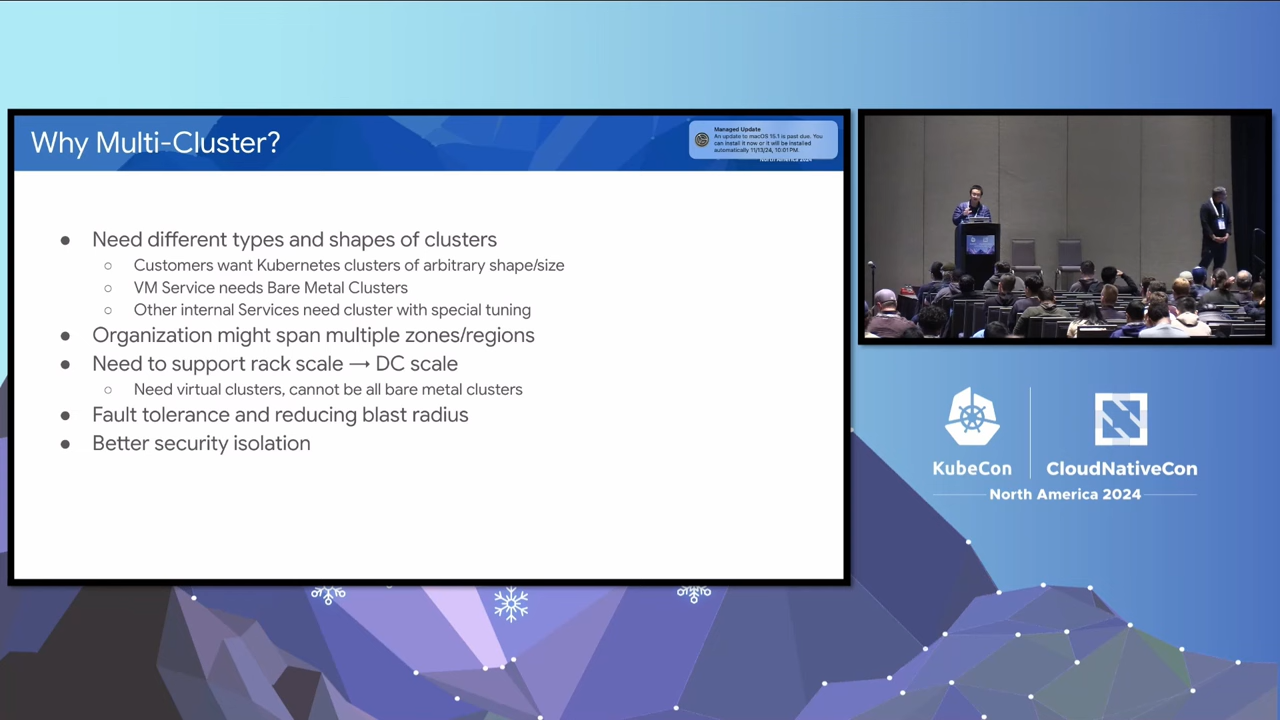 Why Multi-Cluster?
Managed Update
An update to macOS 15.1 is past due. You
can install it now or it will be installed
automatically 11/13/24, 10:01 PM.
North America 2024
● Need different types and shapes of clusters
○ Customers want Kubernetes clusters of arbitrary shape/size
○ VM Service needs Bare Metal Clusters
○ Other internal Services need cluster with special tuning
● Organization might span multiple zones/regions
● Need to support rack scale → DC scale
○ Need virtual clusters, cannot be all bare metal clusters
● Fault tolerance and reducing blast radius
● Better security isolation
KubeCon
CloudNativeCon
North America 2024